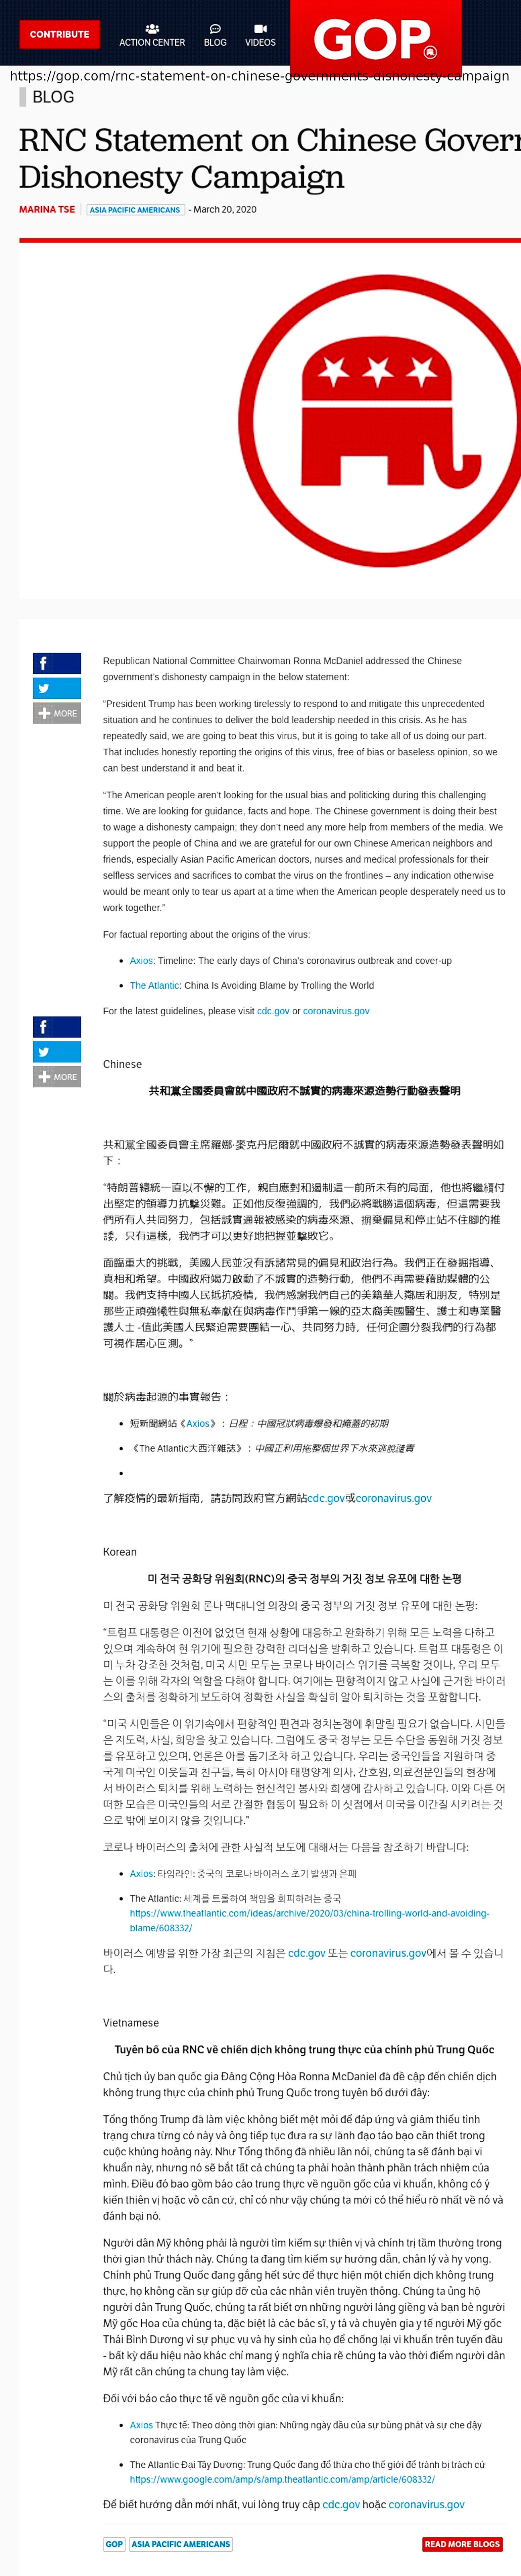 CONTRIBUTE
ACTION CENTER
BLOG
VIDEOS
GOP
https://gop.com/rnc-statement-on-chinese-governments-dishonesty-campaign
BLOG
RNC Statement on Chinese Govern
Dishonesty Campaign
MARINA TSE
ASIA PACIFIC AMERICANS
- March 20, 2020
MORE
Republican National Committee Chairwoman Ronna McDaniel addressed the Chinese
government’s dishonesty campaign in the below statement:
“President Trump has been working tirelessly to respond to and mitigate this unprecedented
situation and he continues to deliver the bold leadership needed in this crisis. As he has
repeatedly said, we are going to beat this virus, but it is going to take all of us doing our part.
That includes honestly reporting the origins of this virus, free of bias or baseless opinion, so we
can best understand it and beat it.
“The American people aren’t looking for the usual bias and politicking during this challenging
time. We are looking for guidance, facts and hope. The Chinese government is doing their best
to wage a dishonesty campaign; they don’t need any more help from members of the media. We
support the people of China and we are grateful for our own Chinese American neighbors and
friends, especially Asian Pacific American doctors, nurses and medical professionals for their
selfless services and sacrifices to combat the virus on the frontlines – any indication otherwise
would be meant only to tear us apart at a time when the American people desperately need us to
work together.”
For factual reporting about the origins of the virus:
Axios: Timeline: The early days of China's coronavirus outbreak and cover-up
The Atlantic: China Is Avoiding Blame by Trolling the World
For the latest guidelines, please visit cdc.gov or coronavirus.gov
MORE
Chinese
共和黨全國委員會就中國政府不誠實的病毒來源造勢行動發表聲明
共和黨全國委員會主席羅娜·麥克丹尼爾就中國政府不誠實的病毒來源造勢發表聲明如
下：
“特朗普總統一直以不懈的工作，親自應對和遏制這一前所未有的局面，他也將繼續付
出堅定的領導力抗擊災難。正如他反復強調的，我們必將戰勝這個病毒，但這需要我
們所有人共同努力，包括誠實通報被感染的病毒來源、摒棄偏見和停止站不住腳的推
諉，只有這樣，我們才可以更好地把握並擊敗它。
面臨重大的挑戰，美國人民並沒有訴諸常見的偏見和政治行為。我們正在發掘指導、
真相和希望。中國政府竭力啟動了不誠實的造勢行動，他們不再需要藉助媒體的公
關。我們支持中國人民抵抗疫情，我們感謝我們自己的美籍華人鄰居和朋友，特別是
那些正頑強犧牲與無私奉獻在與病毒作鬥爭第一線的亞太裔美國醫生、護士和專業醫
護人士 -值此美國人民緊迫需要團結一心、共同努力時，任何企圖分裂我們的行為都
可視作居心叵測。“
關於病毒起源的事實報告：
短新聞網站《Axios》：日程：中國冠狀病毒爆發和掩蓋的初期
《The Atlantic大西洋雜誌》：中國正利用拖整個世界下水來逃脫譴責
了解疫情的最新指南，請訪問政府官方網站cdc.gov或coronavirus.gov
Korean
미 전국 공화당 위원회(RNC)의 중국 정부의 거짓 정보 유포에 대한 논평
미 전국 공화당 위원회 론나 맥대니얼 의장의 중국 정부의 거짓 정보 유포에 대한 논평:
“트럼프 대통령은 이전에 없었던 현재 상황에 대응하고 완화하기 위해 모든 노력을 다하고
있으며 계속하여 현 위기에 필요한 강력한 리더십을 발휘하고 있습니다. 트럼프 대통령은 이
미 누차 강조한 것처럼, 미국 시민 모두는 코로나 바이러스 위기를 극복할 것이나, 우리 모두
는 이를 위해 각자의 역할을 다해야 합니다. 여기에는 편향적이지 않고 사실에 근거한 바이러
스의 출처를 정확하게 보도하여 정확한 사실을 확실히 알아 퇴치하는 것을 포함합니다.
“미국 시민들은 이 위기속에서 편향적인 편견과 정치논쟁에 휘말릴 필요가 없습니다. 시민들
은 지도력, 사실, 희망을 찾고 있습니다. 그럼에도 중국 정부는 모든 수단을 동원해 거짓 정보
를 유포하고 있으며, 언론은 아를 돕기조차 하고 있습니다. 우리는 중국인들을 지원하며 중
국계 미국인 이웃들과 친구들, 특히 아시아 태평양계 의사, 간호원, 의료전문인들의 현장에
서 바이러스 퇴치를 위해 노력하는 헌신적인 봉사와 희생에 감사하고 있습니다. 이와 다른 어
떠한 모습은 미국인들의 서로 간절한 협동이 필요하 이 싯점에서 미국을 이간질 시키려는 것
으로 밖에 보이지 않을 것입니다.”
코로나 바이러스의 출처에 관한 사실적 보도에 대해서는 다음을 참조하기 바랍니다:
Axios: 타임라인: 중국의 코로나 바이러스 초기 발생과 은폐
The Atlantic: 세계를 트롤하여 책임을 회피하려는 중국
https://www.theatlantic.com/ideas/archive/2020/03/china-trolling-world-and-avoiding-
blame/608332/
바이러스 예방을 위한 가장 최근의 지침은 cdc.gov 또는 coronavirus.gov에서 볼 수 있습니
다.
Vietnamese
Tuyên bố của RNC về chiến dịch không trung thực của chính phủ Trung Quốc
Chủ tịch ủy ban quốc gia Đảng Cộng Hòa Ronna McDaniel đã đề cập đến chiến dịch
không trung thực của chính phủ Trung Quốc trong tuyên bố dưới đây:
Tổng thống Trump đã làm việc không biết mệt mỏi để đáp ứng và giảm thiểu tình
trạng chưa từng có này và ông tiếp tục đưa ra sự lãnh đạo táo bạo cần thiết trong
cuộc khủng hoảng này. Như Tổng thống đã nhiều lần nói, chúng ta sẽ đánh bại vi
khuẩn này, nhưng nó sẽ bắt tất cả chúng ta phải hoàn thành phần trách nhiệm của
mình. Điều đó bao gồm báo cáo trung thực về nguồn gốc của vi khuẩn, không có ý
kiến thiên vị hoặc vô căn cứ, chỉ có như vậy chúng ta mới có thể hiểu rõ nhất về nó và
đánh bại nó.
Người dân Mỹ không phải là người tìm kiếm sự thiên vị và chính trị tầm thường trong
thời gian thử thách này. Chúng ta đang tìm kiếm sự hướng dẫn, chân lý và hy vọng.
Chính phủ Trung Quốc đang gắng hết sức để thực hiện một chiến dịch không trung
thực, họ không cần sự giúp đỡ của các nhân viên truyền thông. Chúng ta ủng hộ
người dân Trung Quốc, chúng ta rất biết ơn những người láng giềng và bạn bè người
Mỹ gốc Hoa của chúng ta, đặc biệt là các bác sĩ, y tá và chuyên gia y tế người Mỹ gốc
Thái Bình Dương vì sự phục vụ và hy sinh của họ để chống lại vi khuẩn trên tuyến đầu
- bất kỳ dấu hiệu nào khác chỉ mang ý nghĩa chia rẽ chúng ta vào thời điểm người dân
Mỹ rất cần chúng ta chung tay làm việc.
Đối với báo cáo thực tế về nguồn gốc của vi khuẩn:
Axios Thực tế: Theo dòng thời gian: Những ngày đầu của sự bùng phát và sự che đậy
coronavirus của Trung Quốc
The Atlantic Đại Tây Dương: Trung Quốc đang đổ thừa cho thế giới để trành bị trách cứ
https://www.google.com/amp/s/amp.theatlantic.com/amp/article/608332/
Để biết hướng dẫn mới nhất, vui lòng truy cập cdc.gov hoặc coronavirus.gov
GOP
ASIA PACIFIC AMERICANS
READ MORE BLOGS